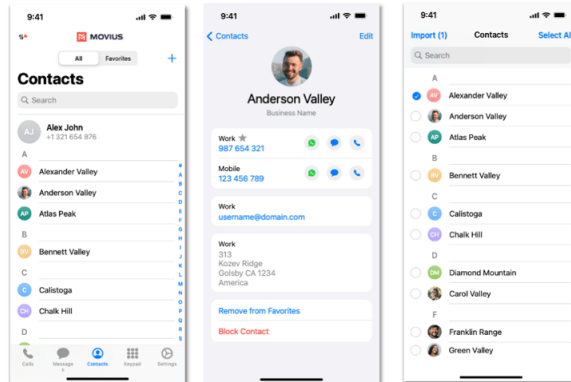 9:41
MOVIUS
All
Favorites
Contacts
Search
AJ
Alex John
+1 321 654 876
A
AV
Alexander Valley
Anderson Valley
AP
Atlas Peak
B
BV
Bennett Valley
C
C
Calistoga
CH
Chalk Hill
D
#
A
B
C
D
E
F
G
H
I
J
K
L
M
N
O
P
Q
R
S
Calls
Message
s
Contacts
Keypad
Settings
9:41
Contacts
Edit
Anderson Valley
Business Name
Work
987 654 321
Mobile
123 456 789
Work
username@domain.com
Work
313
Kozev Ridge
Golsby CA 1234
America
Remove from Favorites
Block Contact
9:41
Import (1)
Contacts
Select Al
Search
A
AV
Alexander Valley
Anderson Valley
AP
Atlas Peak
B
BV
Bennett Valley
C
C
Calistoga
CH
Chalk Hill
D
DM
Diamond Mountain
Carol Valley
F
Franklin Range
Green Valley